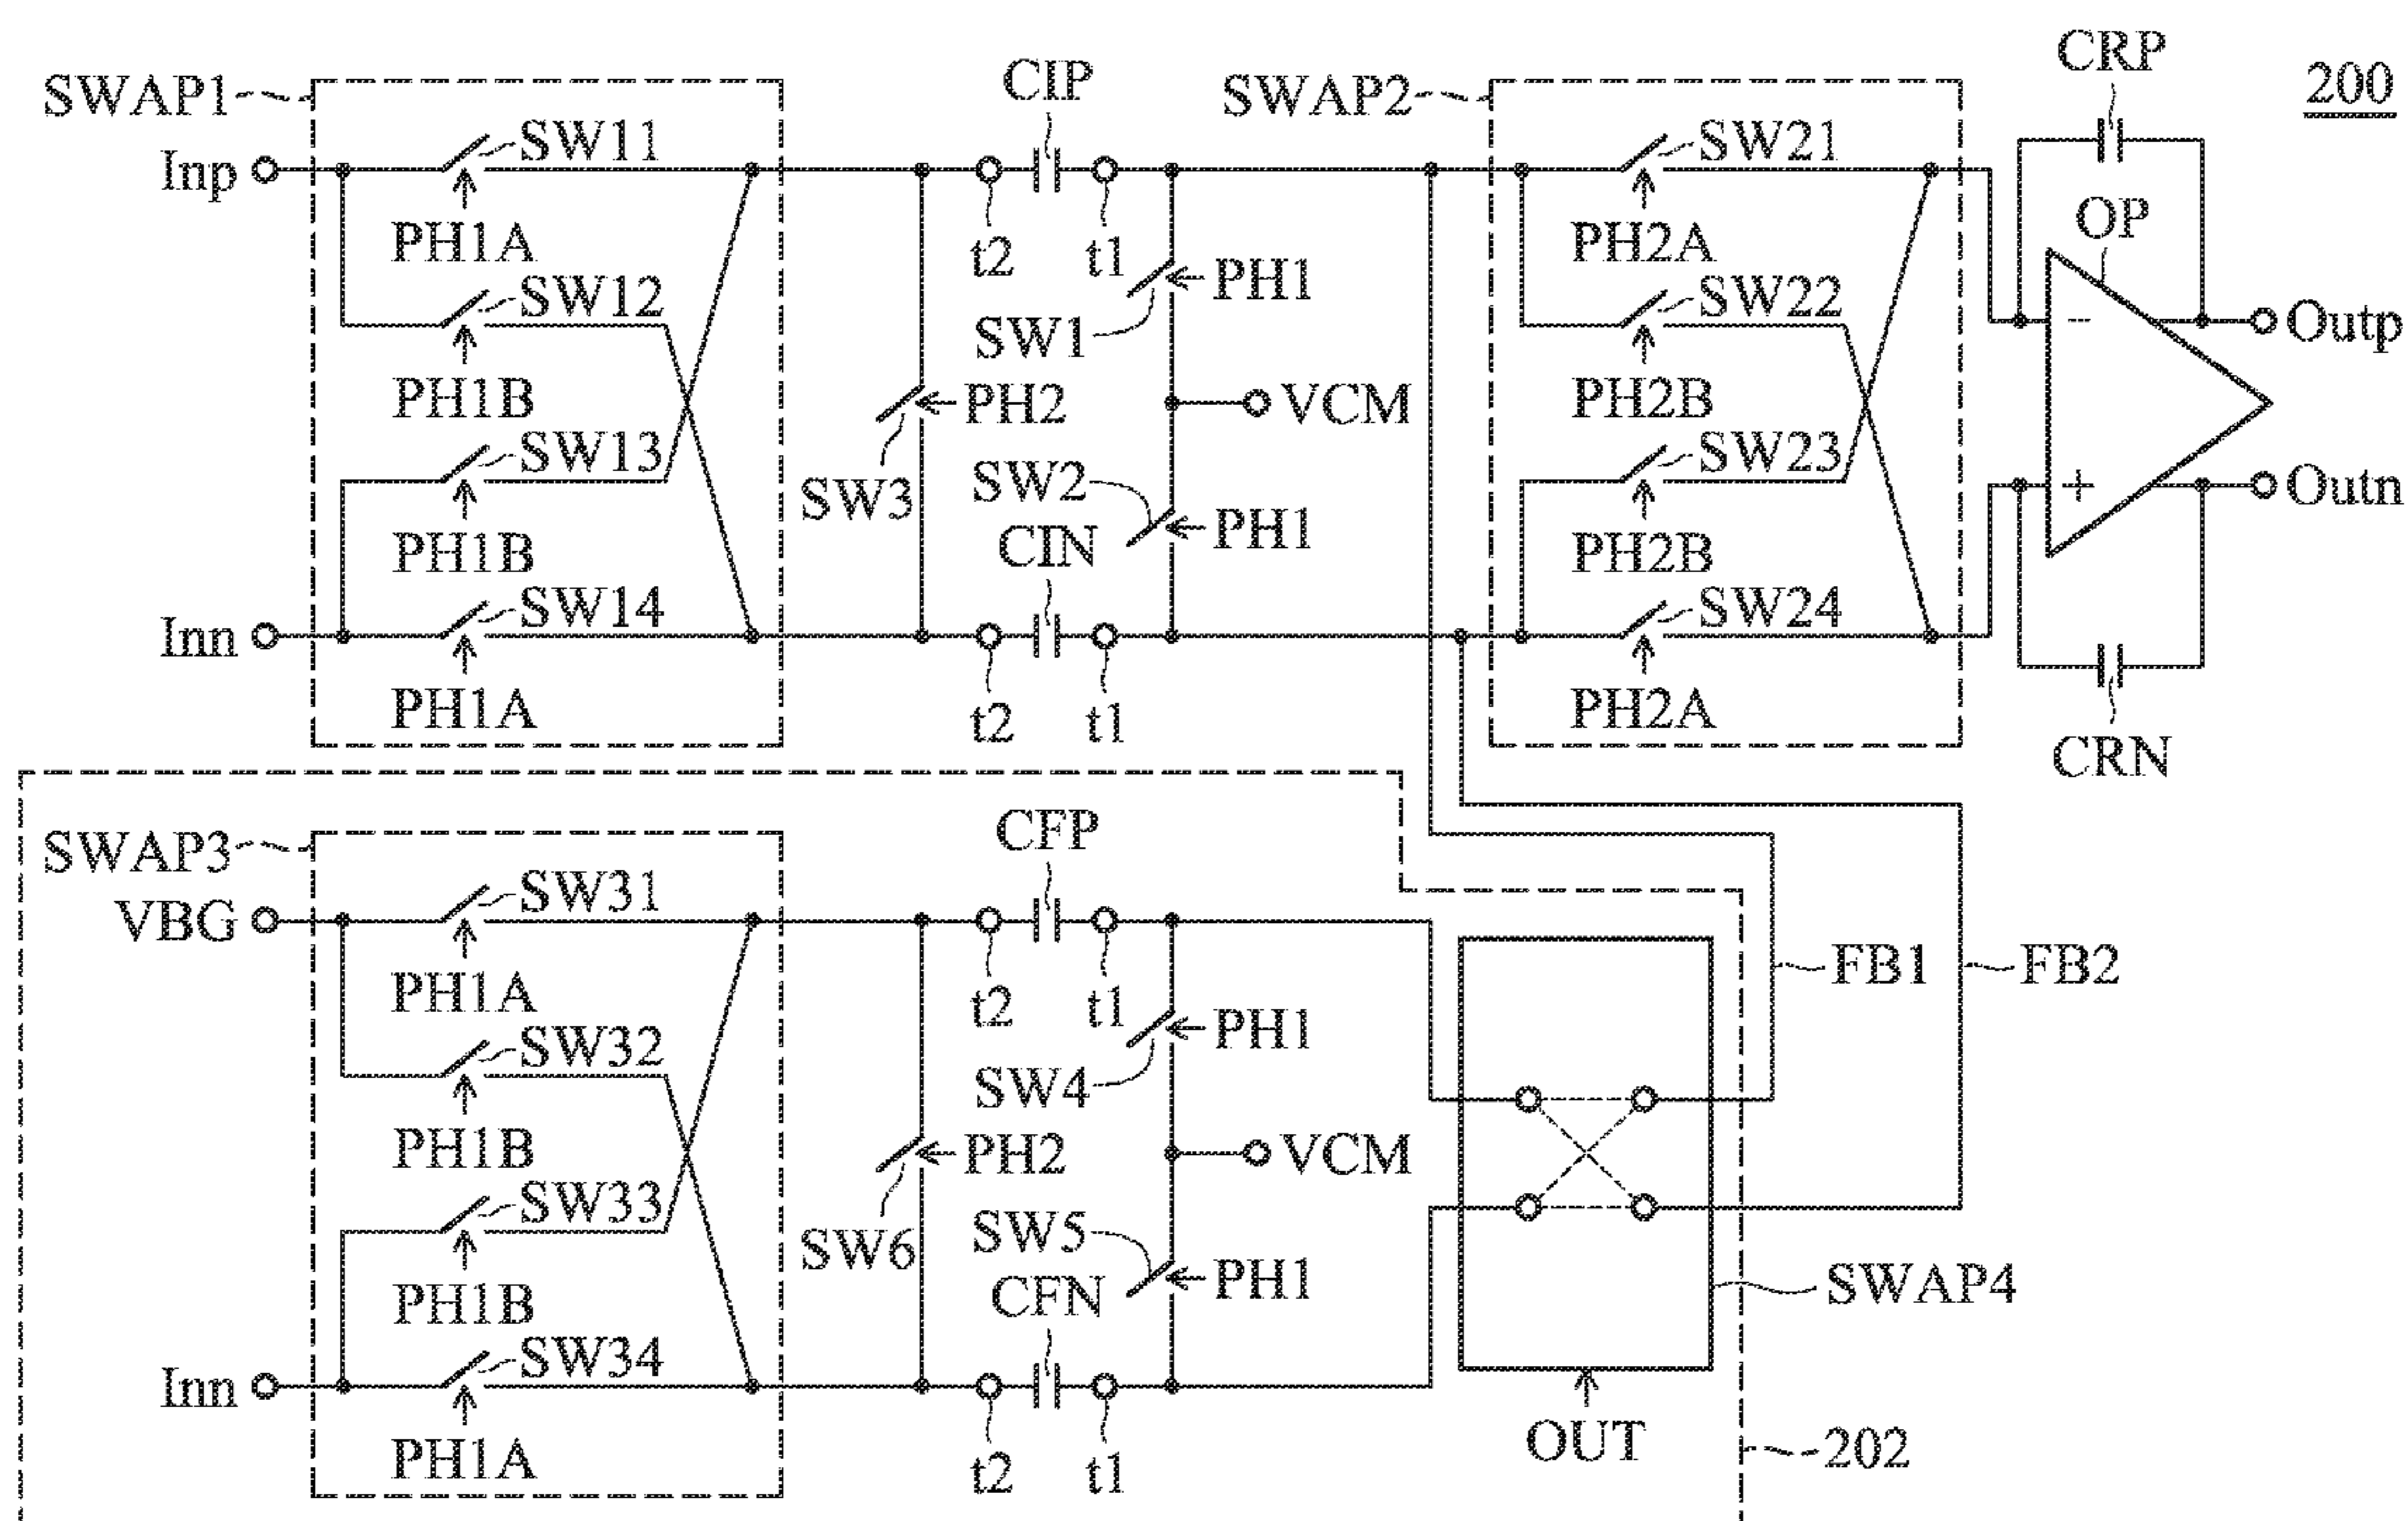 CRP
200
CIP
SWAP1
SWAP2
SW11
SW21
Inp
OP
PH1A
t2
t1
PH2A
PH1
SW12
SW22
Outp
SW1
PH1B
PH2
VCM
PH2B
SW13
SW23
SW3
SW2
Outn
CIN
PH1
PH1B
PH2B
SW14
SW24
Inn
PH1A
t2
t1
PH2A
CRN
CFP
SWAP3
SW31
VBG
FB1
FB2
PH1A
t2
t1
PH1
SW32
SW4
PH1B
PH2
VCM
SW33
SW5
SW6
PH1
SWAP4
CFN
PH1B
SW34
Inn
OUT
202
PH1A
t2
t1